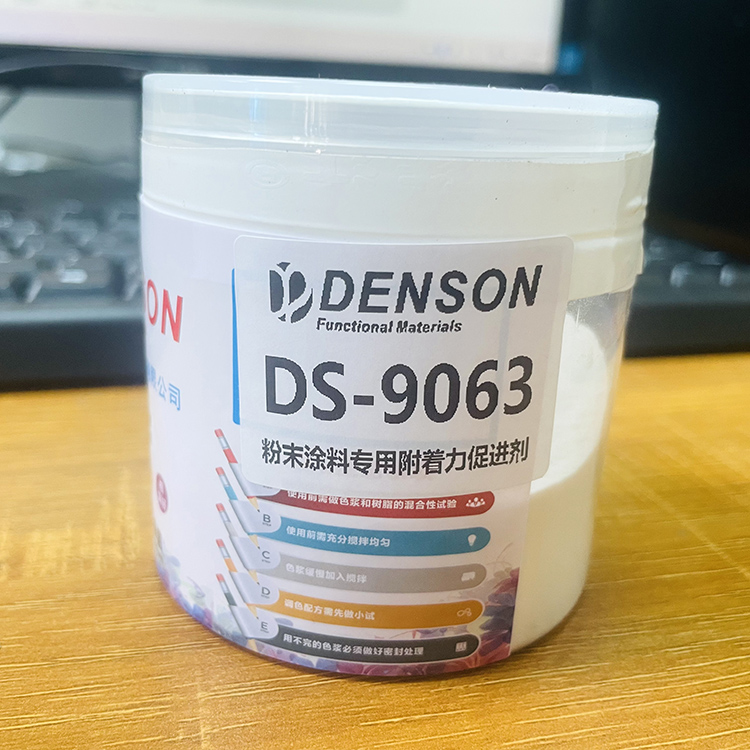 DENSON
Functional Materials
DS-9063
粉末涂料专用附着力促进剂
ON
公司
使用前需做色浆和树脂的混合性试验
B
使用前需充分搅拌均匀
C
色浆缓慢加入搅拌
D
调色配方需先做小试
E
用不完的色浆必须做好密封处理